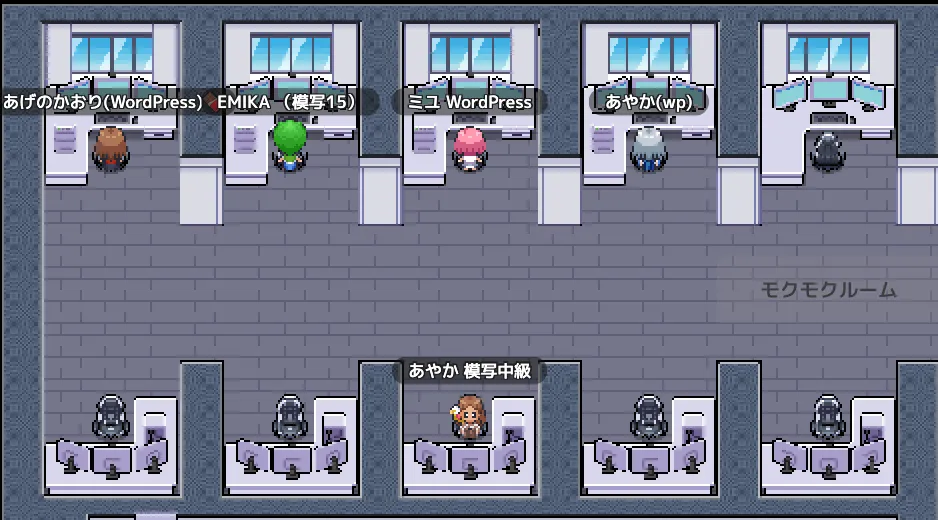 あげのかおり(WordPress)
EMIKA （模写15）
ミユ WordPress
あやか(wp)
モクモクルーム
あやか 模写中級